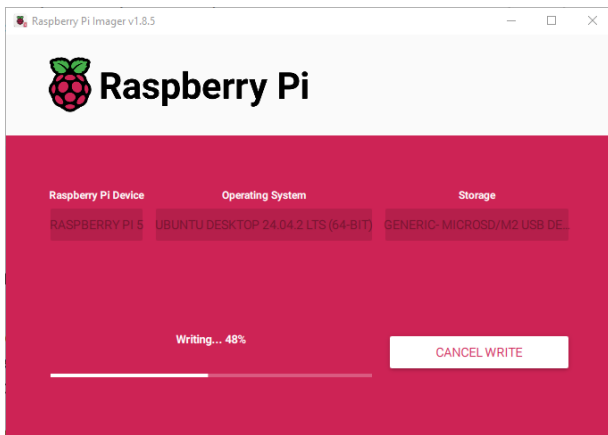 Raspberry Pi Imager v1.8.5
Raspberry Pi
Raspberry Pi Device Operating System Storage
RASPBERRY PI 5 UBUNTU DESKTOP 24.04.2 LTS (64-BIT) GENERIC- MICROSD/M2 USB DE...
Writing... 48%
CANCEL WRITE